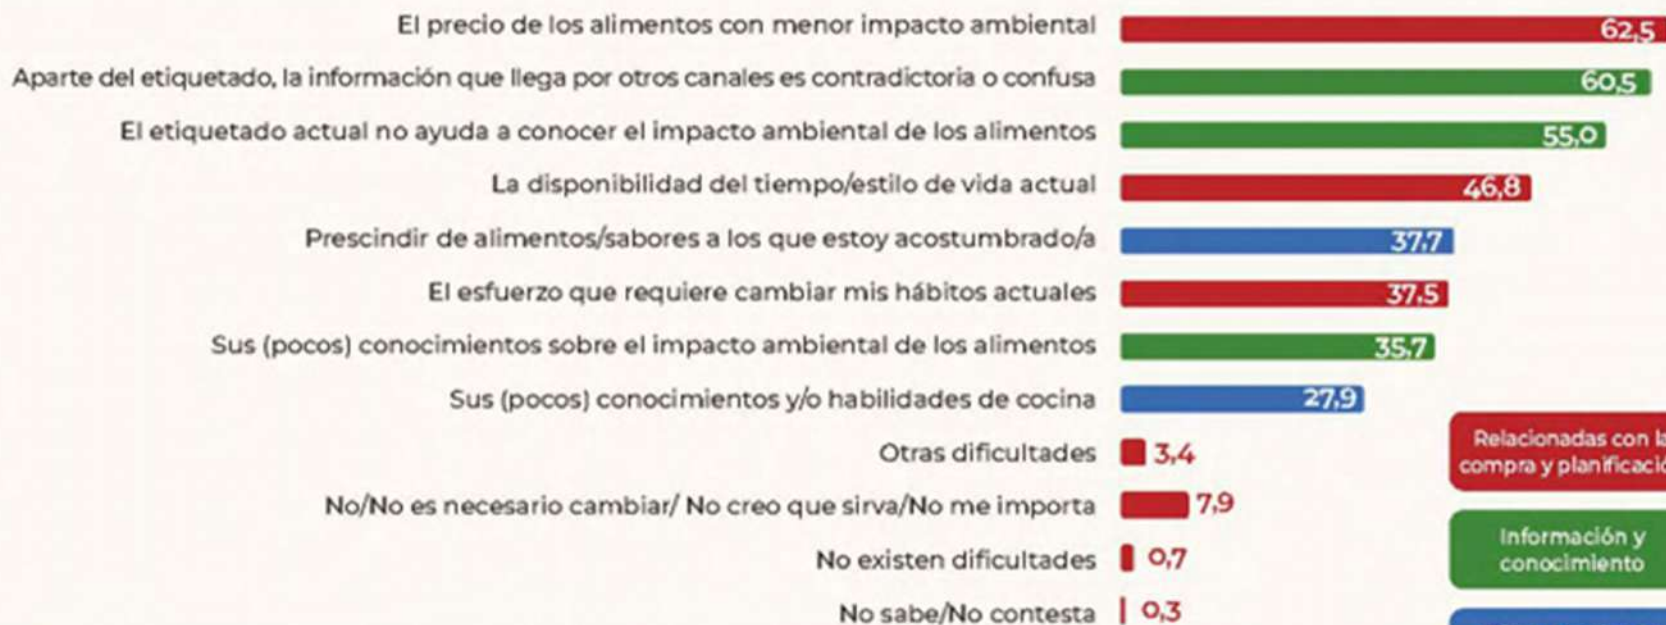 El precio de los alimentos con menor impacto ambiental 62,5
Aparte del etiquetado, la información que llega por otros canales es contradictoria o confusa 60,5
El etiquetado actual no ayuda a conocer el impacto ambiental de los alimentos 55,0
La disponibilidad del tiempo/estilo de vida actual 46,8
Prescindir de alimentos/sabores a los que estoy acostumbrado/a 37,7
El esfuerzo que requiere cambiar mis hábitos actuales 37,5
Sus (pocos) conocimientos sobre el impacto ambiental de los alimentos 35,7
Sus (pocos) conocimientos y/o habilidades de cocina 27,9
Otras dificultades 3,4
No/No es necesario cambiar/ No creo que sirva/No me importa 7,9
No existen dificultades 0,7
No sabe/No contesta 0,3
Relacionadas con
compra y
Información y
conocimiento